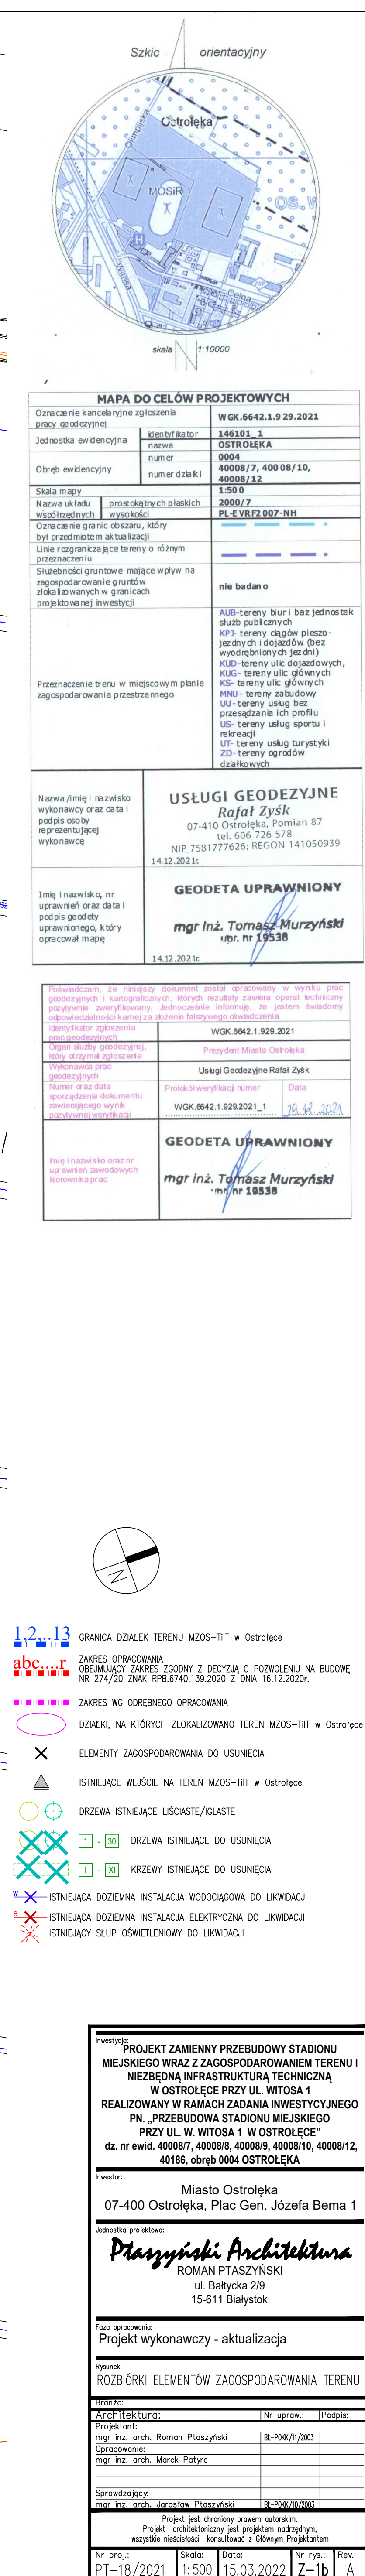 Szkic orientacyjny
Ostrołęka
Olimpijska
MOSiR
OS. W
Witosa
Celna
skala N 1:10000
MAPA DO CELÓW PROJEKTOWYCH
Oznaczenie kancelaryjne zgłoszenia pracy geodezyjnej WGK.6642.1.929.2021
Jednostka ewidencyjna identyfikator 146101_1
nazwa OSTROŁĘKA
Obręb ewidencyjny numer 0004
numer działki 40008/7, 40008/10, 40008/12
Skala mapy 1:500
Nazwa układu współrzędnych prostokątnych płaskich 2000/7
wysokości PL-EVRF2007-NH
Oznaczenie granic obszaru, który był przedmiotem aktualizacji
Linie rozgraniczające tereny o różnym przeznaczeniu
Służebności gruntowe mające wpływ na zagospodarowanie gruntów zlokalizowanych w granicach projektowanej inwestycji nie badano
Przeznaczenie trenu w miejscowym planie zagospodarowania przestrzennego
AUB-tereny biur i baz jednostek służb publicznych
KPJ- tereny ciągów pieszo-jezdnych i dojazdów (bez wyodrębnionych jezdni)
KUD-tereny ulic dojazdowych,
KUG- tereny ulic głównych
KS- tereny ulic głównych
MNU- tereny zabudowy
UU- tereny usług bez przesądzania ich profilu
US- tereny usług sportu i rekreacji
UT- tereny usług turystyki
ZD- tereny ogrodów działkowych
Nazwa/imię i nazwisko wykonawcy oraz data i podpis osoby reprezentującej wykonawcę
USŁUGI GEODEZYJNE
Rafał Zyśk
07-410 Ostrołęka, Pomian 87
tel. 606 726 578
NIP 7581777626: REGON 141050939
14.12.2021r.
Imię i nazwisko, nr uprawnień oraz data i podpis geodety uprawnionego, który opracował mapę
GEODETA UPRAWNIONY
mgr inż. Tomasz Murzyński
upr. nr 19538
14.12.2021r.
Poświadczam, że niniejszy dokument został opracowany w wyniku prac geodezyjnych i kartograficznych, których rezultaty zawiera operat techniczny pozytywnie zweryfikowany. Jednocześnie informuję, że jestem świadomy odpowiedzialności karnej za złożenie fałszywego oświadczenia.
Identyfikator zgłoszenia prac geodezyjnych WGK.6642.1.929.2021
Organ służby geodezyjnej, który otrzymał zgłoszenie Prezydent Miasta Ostrołęka
Wykonawca prac geodezyjnych Usługi Geodezyjne Rafał Zyśk
Numer oraz data sporządzenia dokumentu zawierającego wynik pozytywnej weryfikacji
Protokół weryfikacji numer Data
WGK.6642.1.929.2021_1 29.12.2021
Imię i nazwisko oraz nr uprawnień zawodowych Kierownika prac
GEODETA UPRAWNIONY
mgr inż. Tomasz Murzyński
upr. nr 19538
N
1,2,..13 GRANICA DZIAŁEK TERENU MZOS-TiIT w Ostrołęce
abc....r ZAKRES OPRACOWANIA
OBEJMUJĄCY ZAKRES ZGODNY Z DECYZJĄ O POZWOLENIU NA BUDOWĘ
NR 274/20 ZNAK RPB.6740.139.2020 Z DNIA 16.12.2020r.
ZAKRES WG ODRĘBNEGO OPRACOWANIA
DZIAŁKI, NA KTÓRYCH ZLOKALIZOWANO TEREN MZOS-TiIT w Ostrołęce
ELEMENTY ZAGOSPODAROWANIA DO USUNIĘCIA
ISTNIEJĄCE WEJŚCIE NA TEREN MZOS-TiIT w Ostrołęce
DRZEWA ISTNIEJĄCE LIŚCIASTE/IGLASTE
1 - 30 DRZEWA ISTNIEJĄCE DO USUNIĘCIA
I - XI KRZEWY ISTNIEJĄCE DO USUNIĘCIA
w ISTNIEJĄCA DOZIEMNA INSTALACJA WODOCIĄGOWA DO LIKWIDACJI
e ISTNIEJĄCA DOZIEMNA INSTALACJA ELEKTRYCZNA DO LIKWIDACJI
ISTNIEJĄCY SŁUP OŚWIETLENIOWY DO LIKWIDACJI
Inwestycja:
PROJEKT ZAMIENNY PRZEBUDOWY STADIONU
MIEJSKIEGO WRAZ Z ZAGOSPODAROWANIEM TERENU I
NIEZBĘDNĄ INFRASTRUKTURĄ TECHNICZNĄ
W OSTROŁĘCE PRZY UL. WITOSA 1
REALIZOWANY W RAMACH ZADANIA INWESTYCYJNEGO
PN. „PRZEBUDOWA STADIONU MIEJSKIEGO
PRZY UL. W. WITOSA 1 W OSTROŁĘCE”
dz. nr ewid. 40008/7, 40008/8, 40008/9, 40008/10, 40008/12,
40186, obręb 0004 OSTROŁĘKA
Inwestor:
Miasto Ostrołęka
07-400 Ostrołęka, Plac Gen. Józefa Bema 1
Jednostka projektowa:
Ptaszyński Architektura
ROMAN PTASZYŃSKI
ul. Bałtycka 2/9
15-611 Białystok
Faza opracowania:
Projekt wykonawczy - aktualizacja
Rysunek:
ROZBIÓRKI ELEMENTÓW ZAGOSPODAROWANIA TERENU
Branża:
Architektura: Nr upraw.: Podpis:
Projektant:
mgr inż. arch. Roman Ptaszyński BŁ-POKK/11/2003
Opracowanie:
mgr inż. arch. Marek Patyra
Sprawdzający:
mgr inż. arch. Jarosław Ptaszyński BŁ-POKK/10/2003
Projekt jest chroniony prawem autorskim.
Projekt architektoniczny jest projektem nadrzędnym,
wszystkie nieścisłości konsultować z Głównym Projektantem
Nr proj.: Skala: Data: Nr rys.: Rev.
PT-18/2021 1:500 15.03.2022 Z-1b A